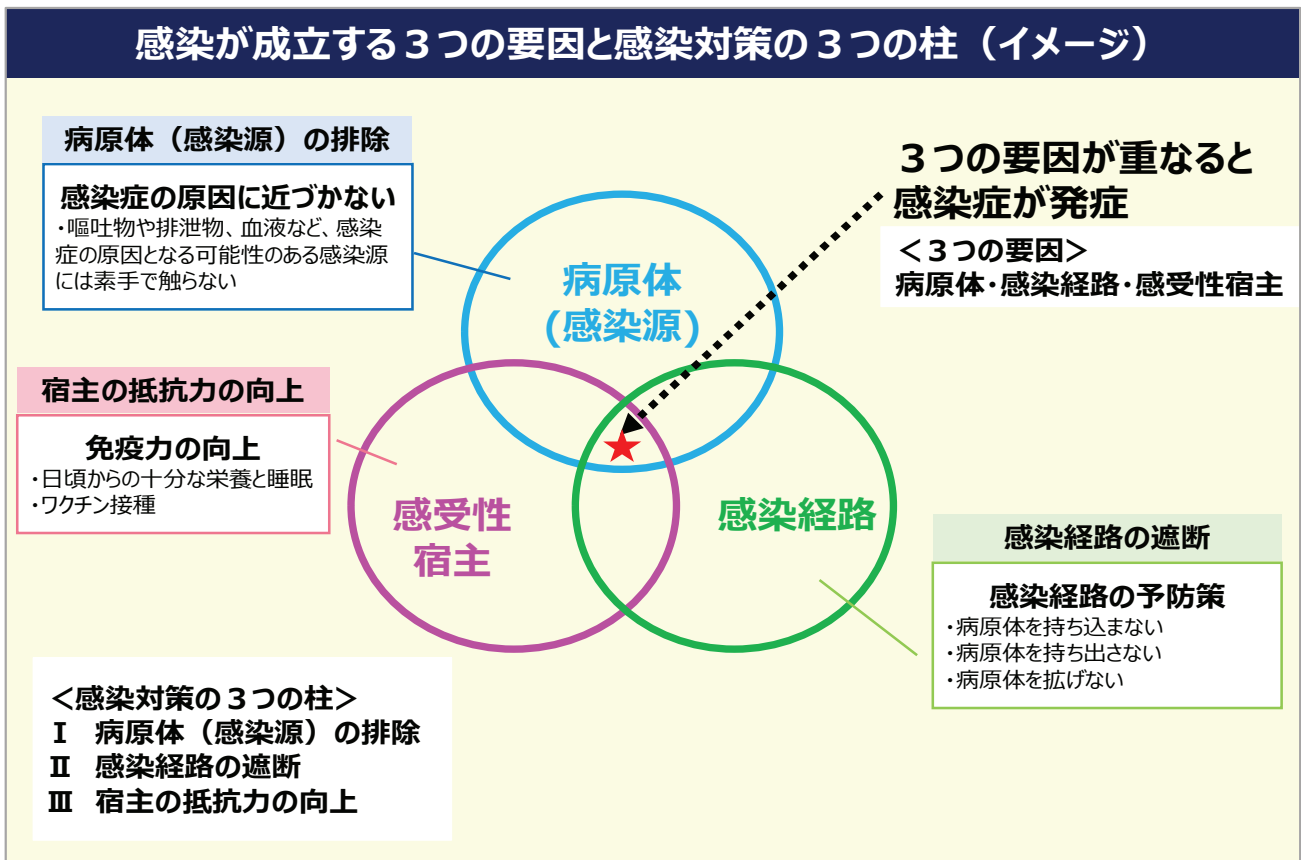 感染が成立する３つの要因と感染対策の３つの柱（イメージ）
病原体（感染源）の排除
感染症の原因に近づかない
・嘔吐物や排泄物、血液など、感染
症の原因となる可能性のある感染源
には素手で触らない
３つの要因が重なると
感染症が発症
＜３つの要因＞
病原体･感染経路･感受性宿主
病原体
(感染源)
宿主の抵抗力の向上
免疫力の向上
・日頃からの十分な栄養と睡眠
・ワクチン接種
感受性
宿主
感染経路
感染経路の遮断
感染経路の予防策
・病原体を持ち込まない
・病原体を持ち出さない
・病原体を拡げない
＜感染対策の３つの柱＞
Ⅰ　病原体（感染源）の排除
Ⅱ　感染経路の遮断
Ⅲ　宿主の抵抗力の向上